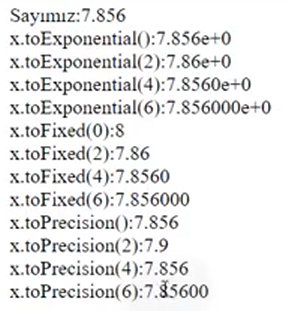 Sayımız:7.856
x.toExponential():7.856e+0
x.toExponential(2):7.86e+0
x.toExponential(4):7.8560e+0
x.toExponential(6):7.856000e+0
x.toFixed(0):8
x.toFixed(2):7.86
x.toFixed(4):7.8560
x.toFixed(6):7.856000
x.toPrecision():7.856
x.toPrecision(2):7.9
x.toPrecision(4):7.856
x.toPrecision(6):7.85600